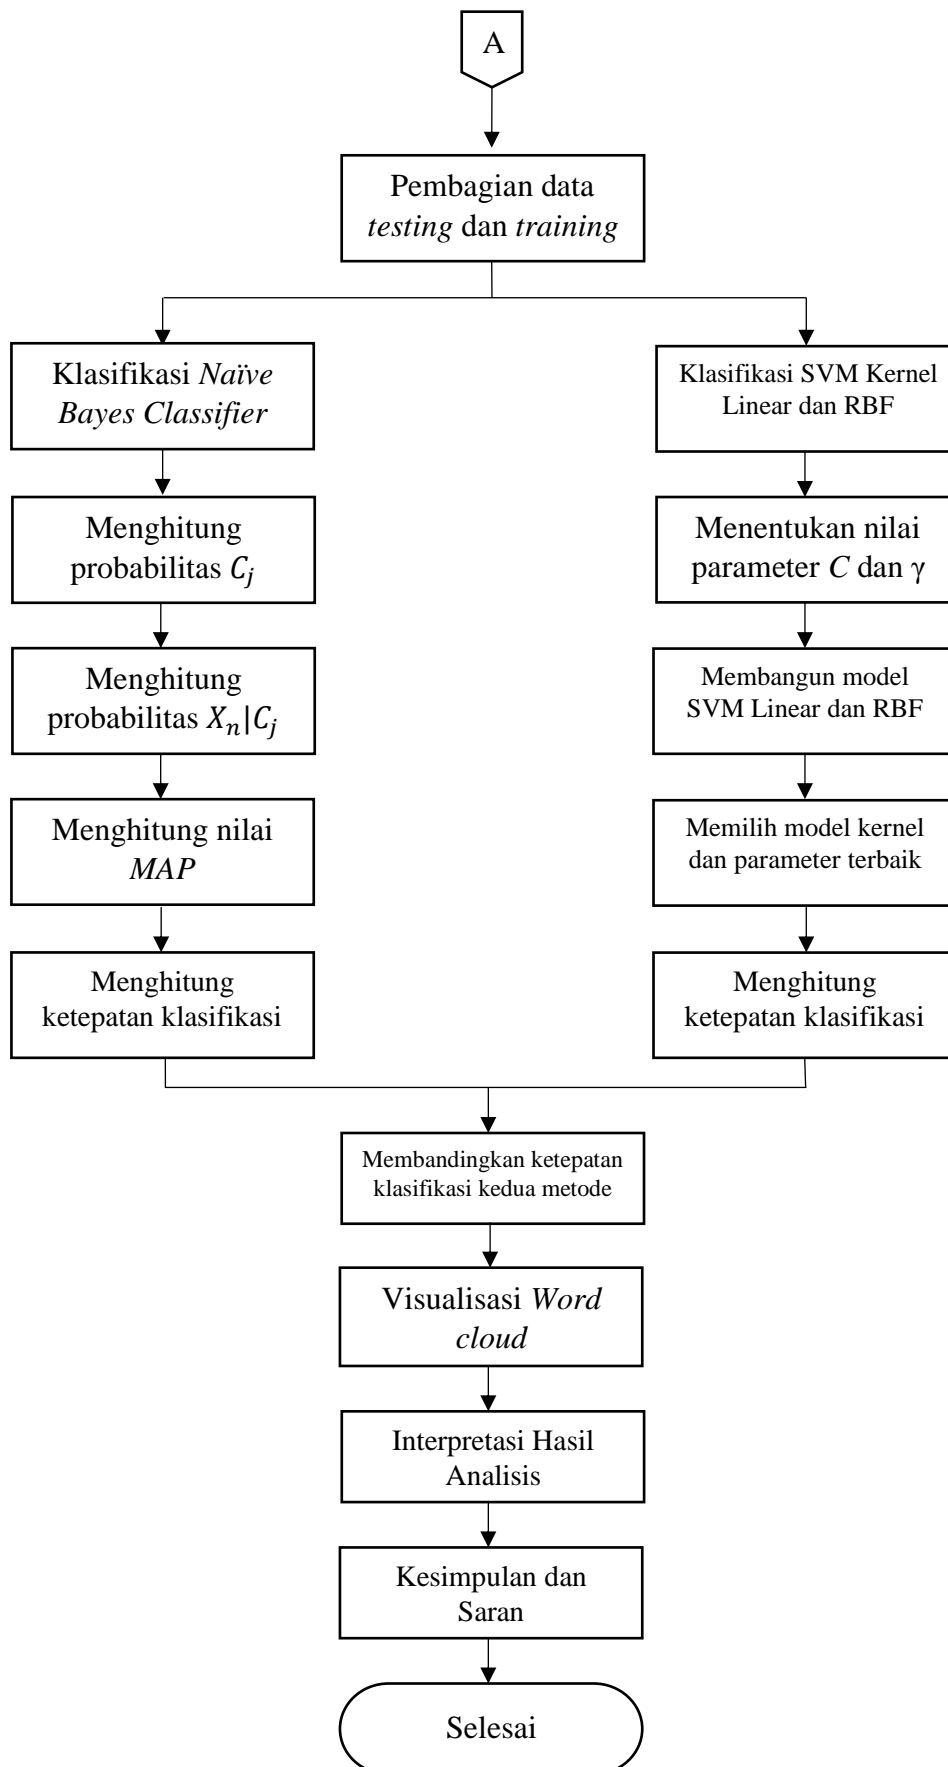 A
Pembagian data
testing dan training
Klasifikasi Naïve
Bayes Classifier
Menghitung
probabilitas C_j
Menghitung
probabilitas X_n|C_j
Menghitung nilai
MAP
Menghitung
ketepatan klasifikasi
Klasifikasi SVM Kernel
Linear dan RBF
Menentukan nilai
parameter C dan γ
Membangun model
SVM Linear dan RBF
Memilih model kernel
dan parameter terbaik
Menghitung
ketepatan klasifikasi
Membandingkan ketepatan
klasifikasi kedua metode
Visualisasi Word
cloud
Interpretasi Hasil
Analisis
Kesimpulan dan
Saran
Selesai